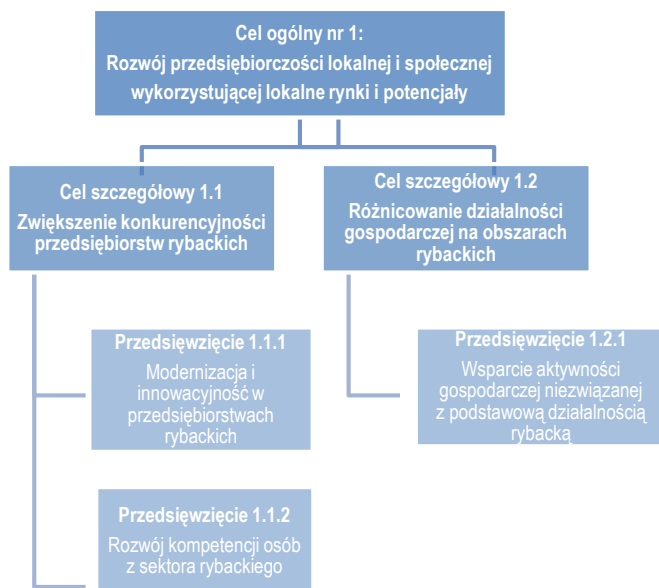 Cel ogólny nr 1:
Rozwój przedsiębiorczości lokalnej i społecznej
wykorzystującej lokalne rynki i potencjały
Cel szczegółowy 1.1
Zwiększenie konkurencyjności
przedsiębiorstw rybackich
Cel szczegółowy 1.2
Różnicowanie działalności
gospodarczej na obszarach
rybackich
Przedsięwzięcie 1.1.1
Modernizacja i
innowacyjność w
przedsiębiorstwach
rybackich
Przedsięwzięcie 1.2.1
Wsparcie aktywności
gospodarczej niezwiązanej
z podstawową działalnością
rybacką
Przedsięwzięcie 1.1.2
Rozwój kompetencji osób
z sektora rybackiego